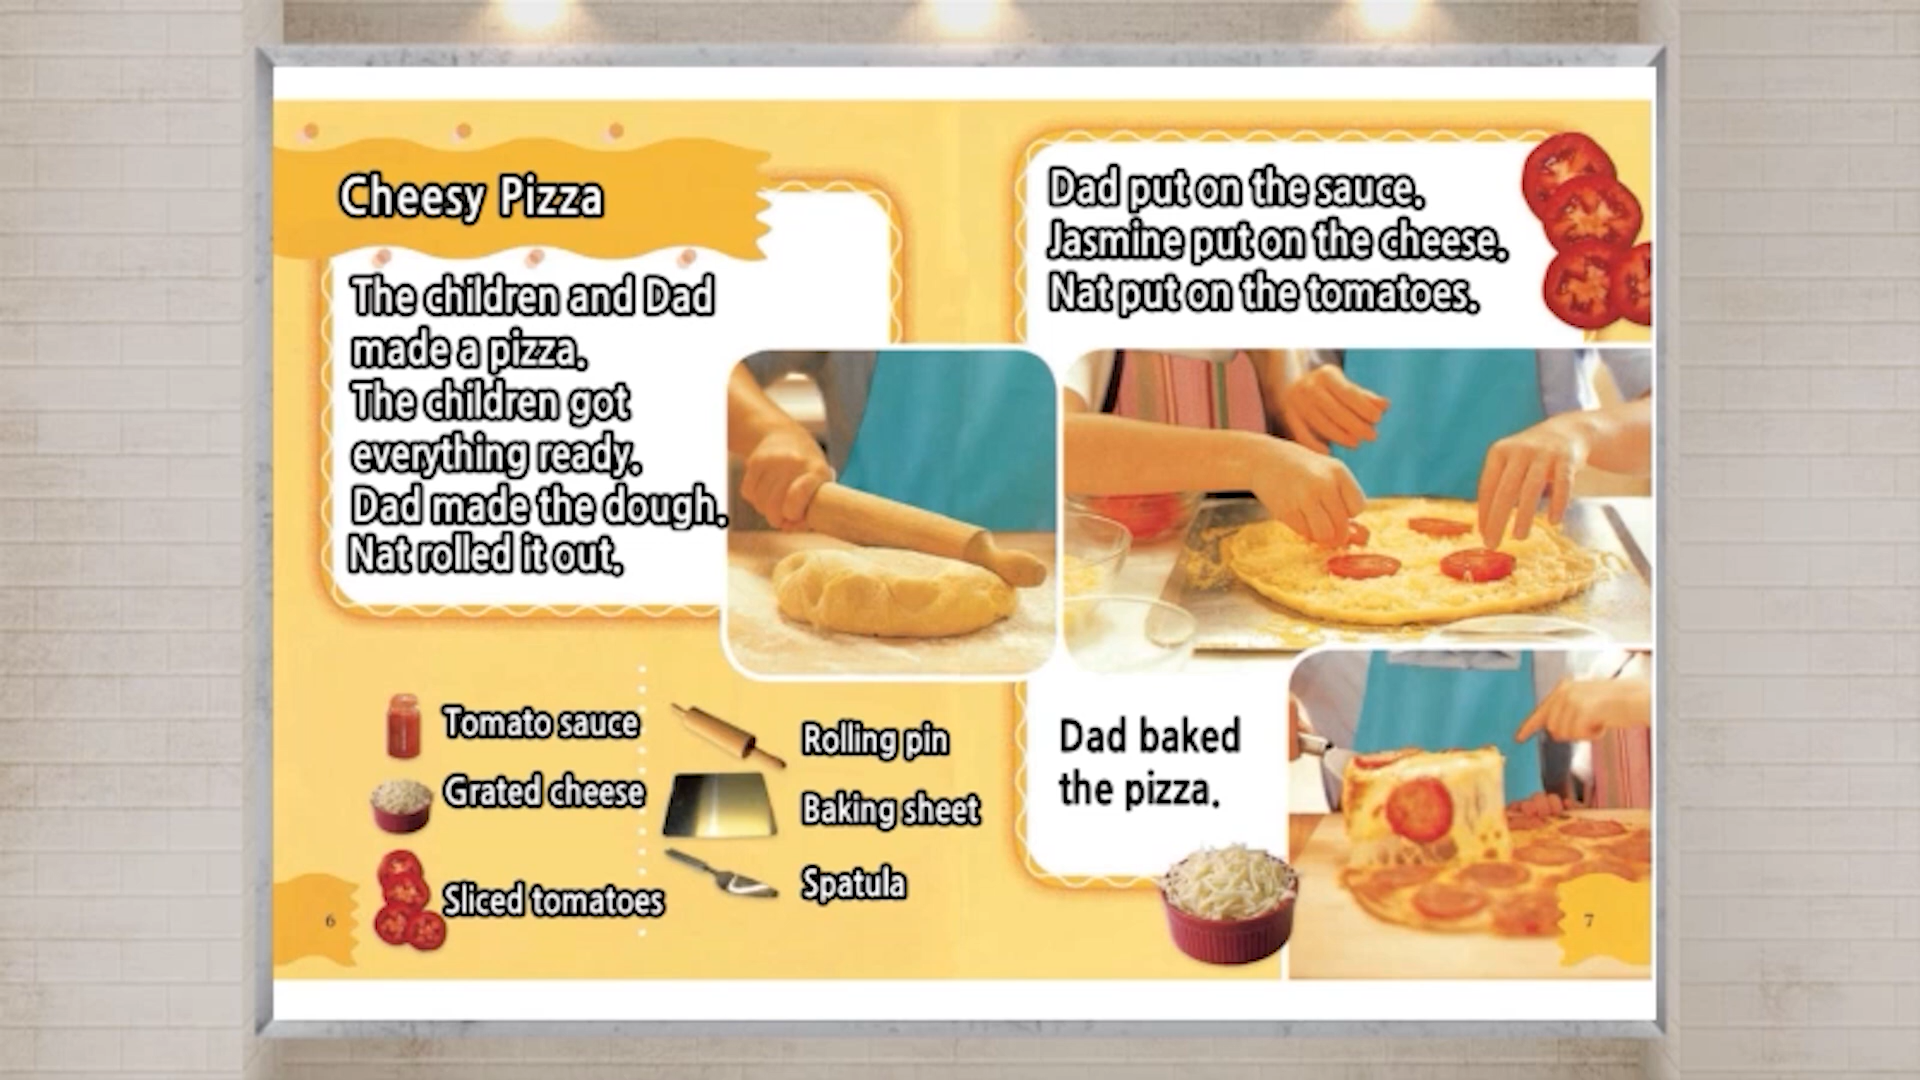 Cheesy Pizza
The children and Dad
made a pizza.
The children got
everything ready.
Dad made the dough.
Nat rolled it out.
Tomato sauce
Grated cheese
Sliced tomatoes
Rolling pin
Baking sheet
Spatula
6
Dad put on the sauce.
Jasmine put on the cheese.
Nat put on the tomatoes.
Dad baked
the pizza.
7